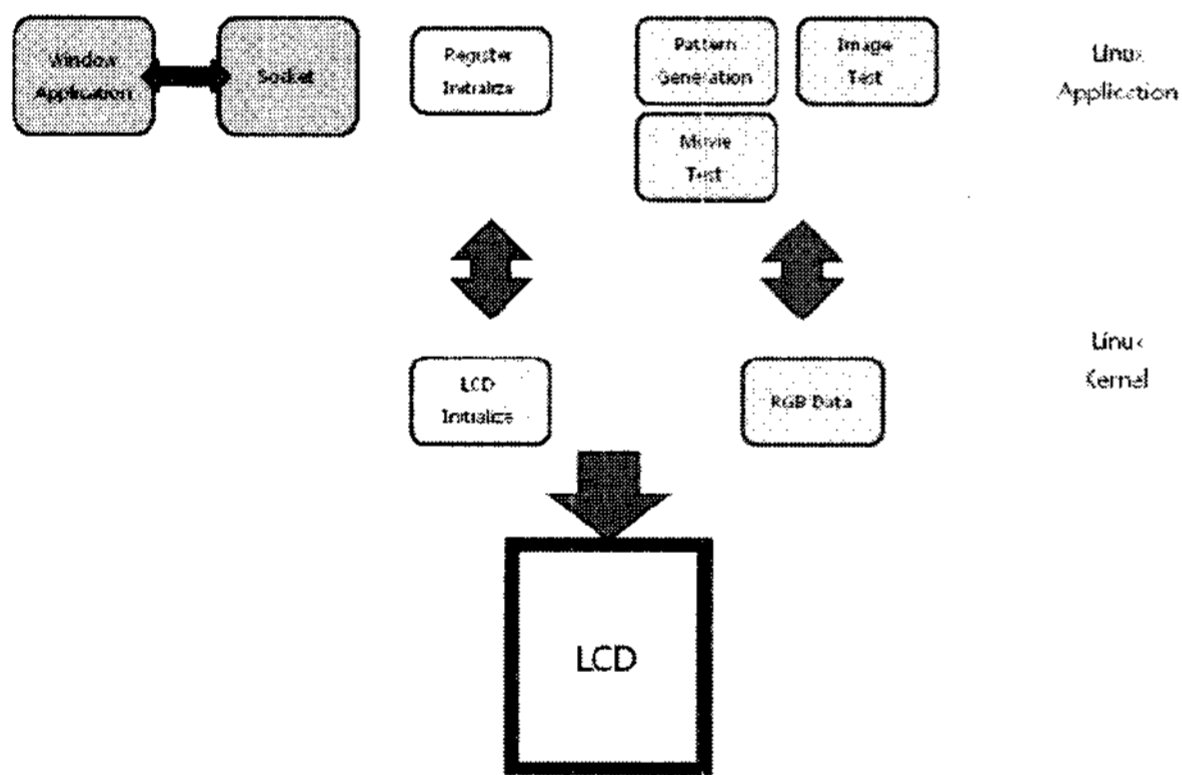 Window
Application
Socket
Register
Initialize
Pattern
Generation
Image
Test
Linux
Application
Movie
Test
LCD
Initialize
RGB Data
Linux
Kernel
LCD